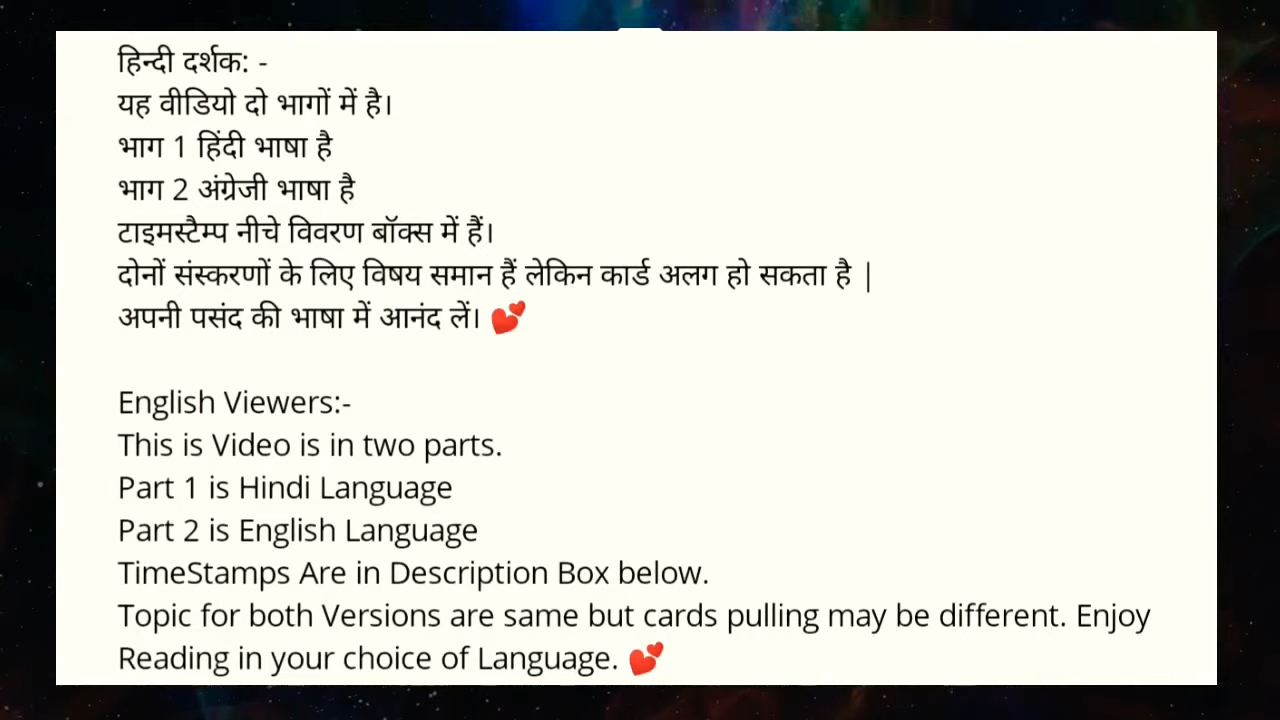 हिन्दी दर्शक: -
यह वीडियो दो भागों में है।
भाग 1 हिंदी भाषा है
भाग 2 अंग्रेजी भाषा है
टाइमस्टैम्प नीचे विवरण बॉक्स में हैं।
दोनों संस्करणों के लिए विषय समान हैं लेकिन कार्ड अलग हो सकता है |
अपनी पसंद की भाषा में आनंद लें। 💕
English Viewers:-
This is Video is in two parts.
Part 1 is Hindi Language
Part 2 is English Language
TimeStamps Are in Description Box below.
Topic for both Versions are same but cards pulling may be different. Enjoy
Reading in your choice of Language. 💕